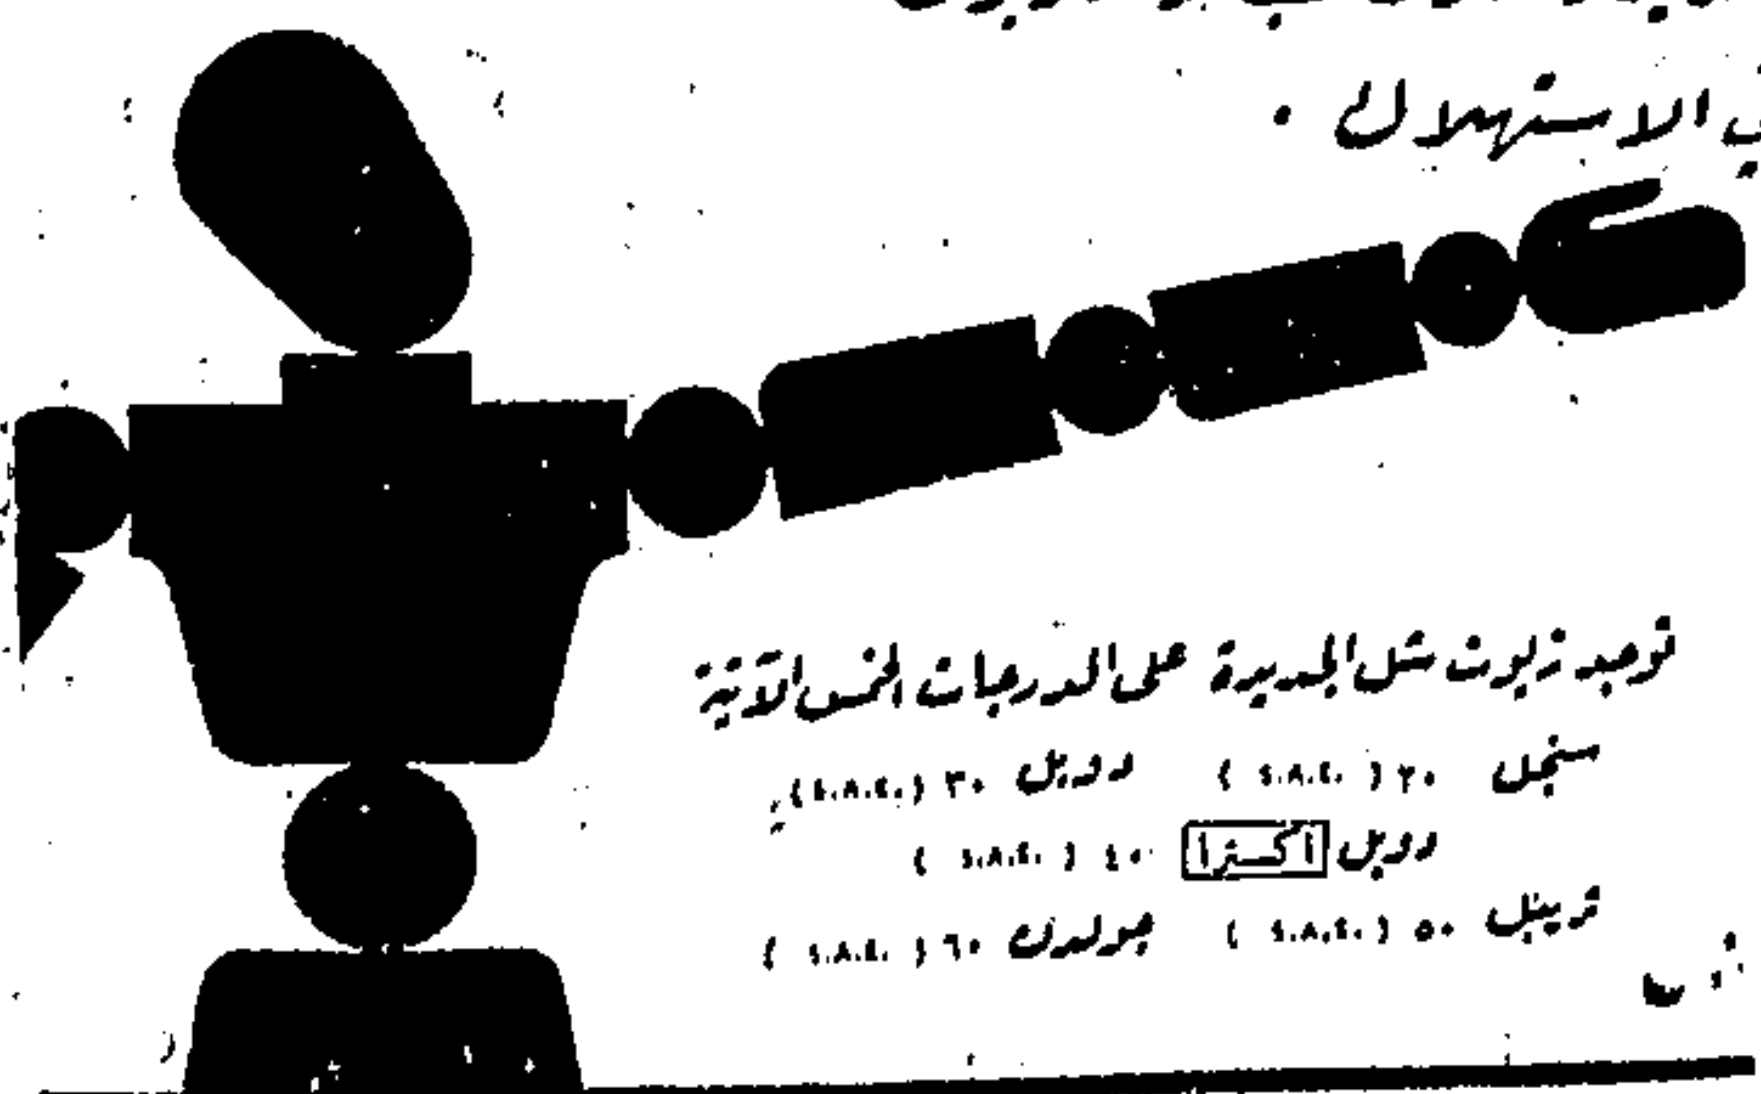 ي الاستهلال .
توجد زيوت شل الجديدة على الدرجات الخمس الآتية
سنجل ٢٠ ( S.A.E. ) دوبل ٣٠ ( S.A.E. )
دوبل اكسترا ٤٠ ( S.A.E. )
تريبل ٥٠ ( S.A.E. ) جولدن ٦٠ ( S.A.E. )